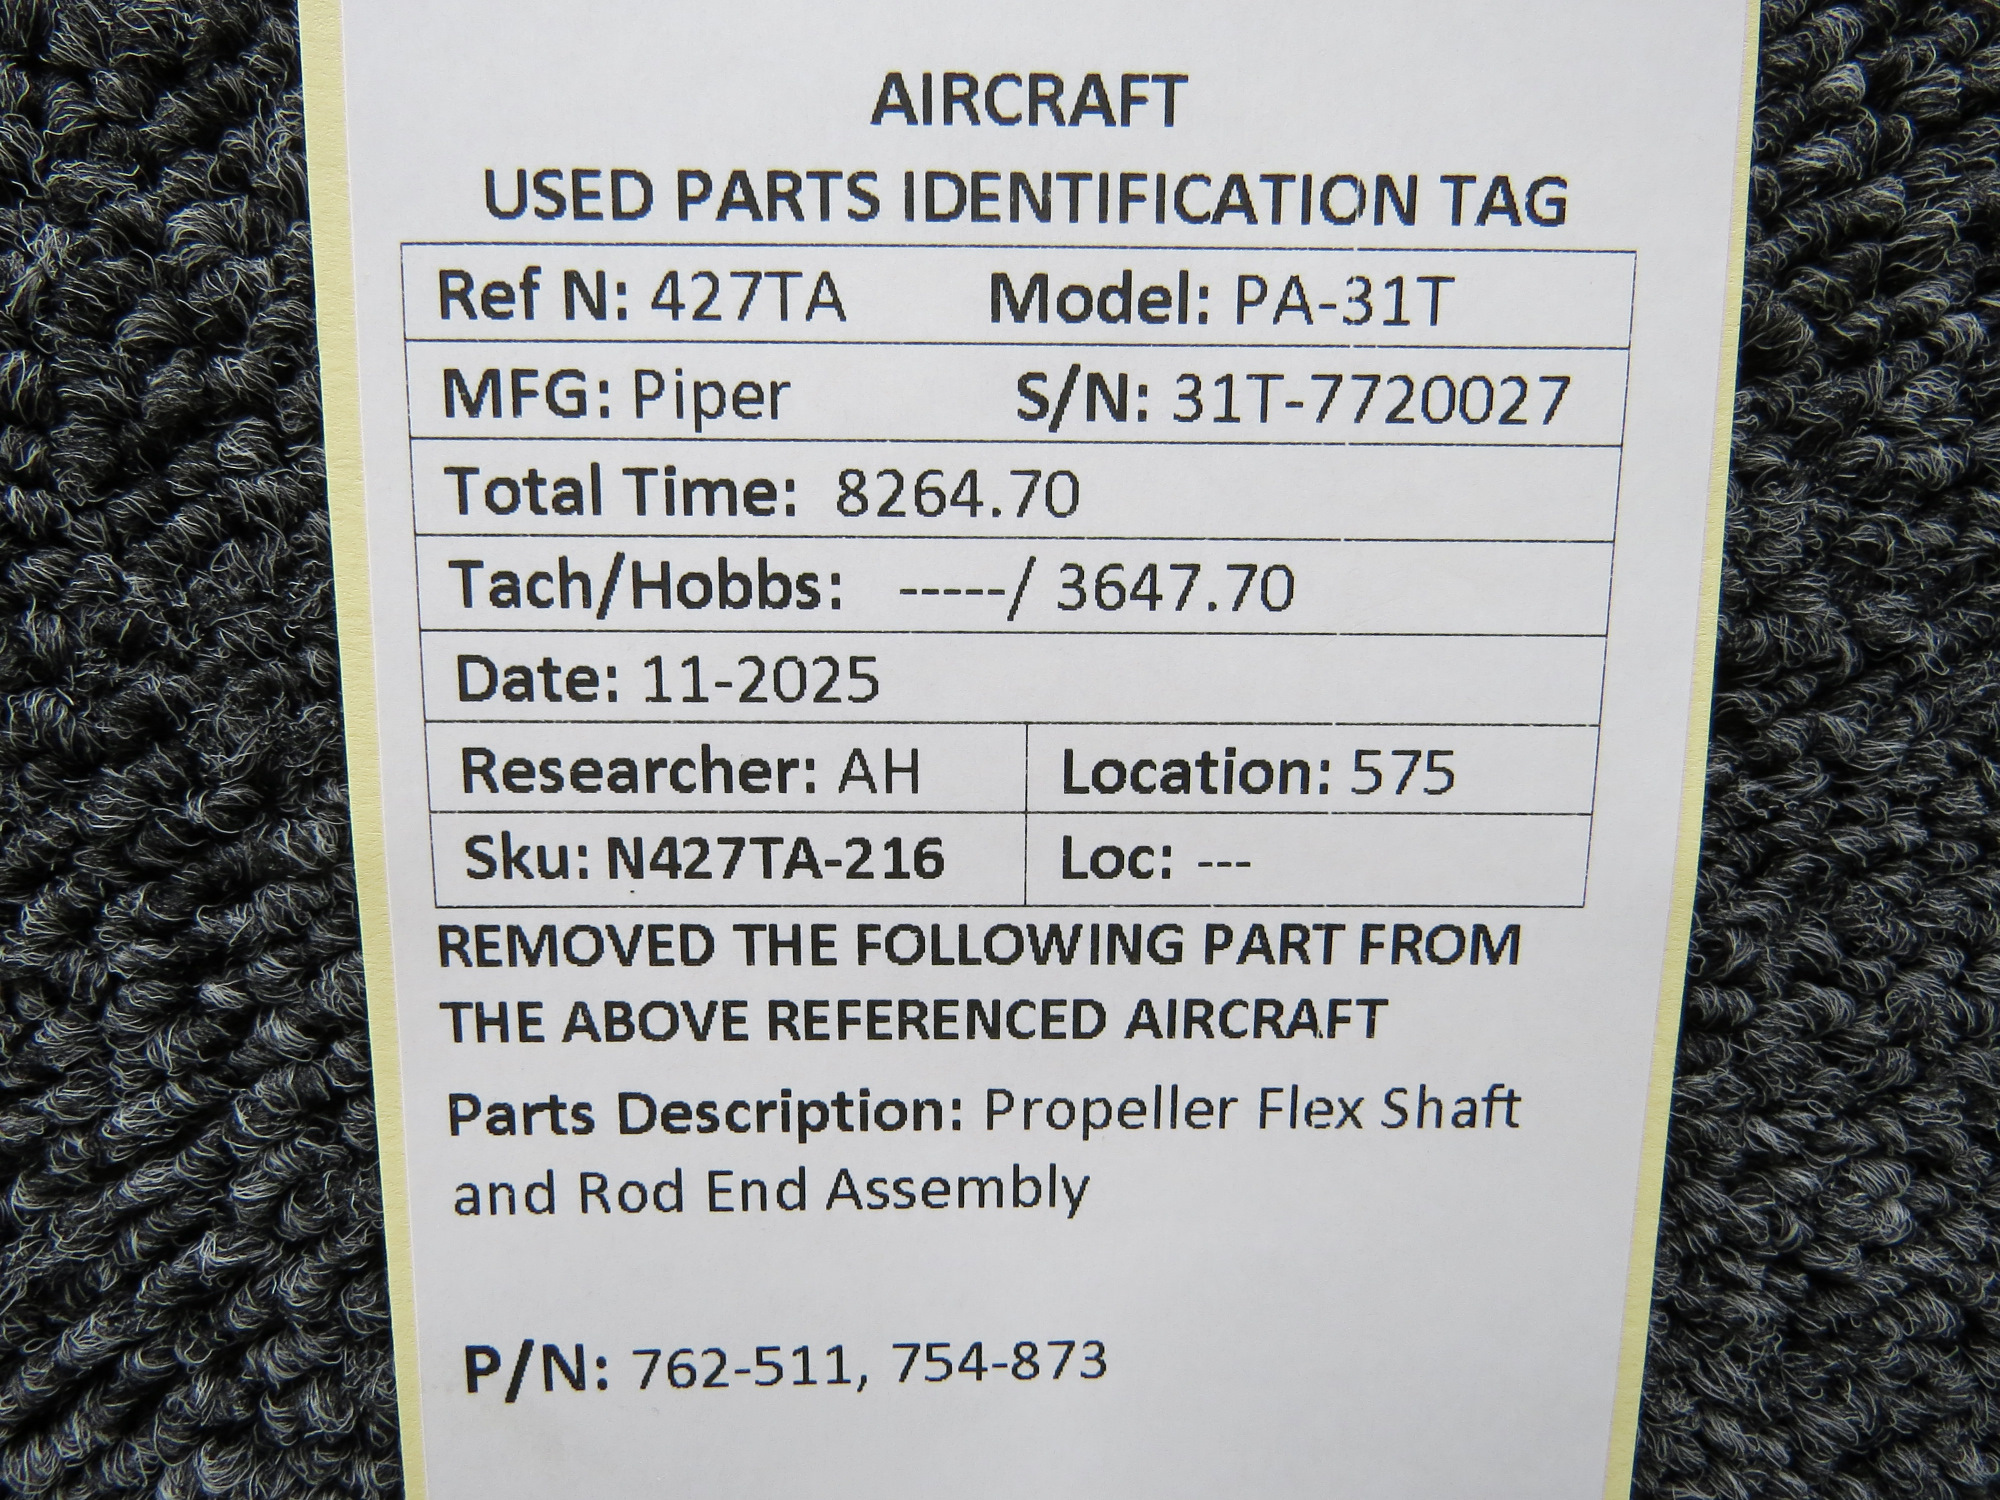 AIRCRAFT
USED PARTS IDENTIFICATION TAG
Ref N: 427TA Model: PA-31T
MFG: Piper S/N: 31T-7720027
Total Time: 8264.70
Tach/Hobbs: -----/ 3647.70
Date: 11-2025
Researcher: AH Location: 575
Sku: N427TA-216 Loc: ---
REMOVED THE FOLLOWING PART FROM
THE ABOVE REFERENCED AIRCRAFT
Parts Description: Propeller Flex Shaft
and Rod End Assembly
P/N: 762-511, 754-873